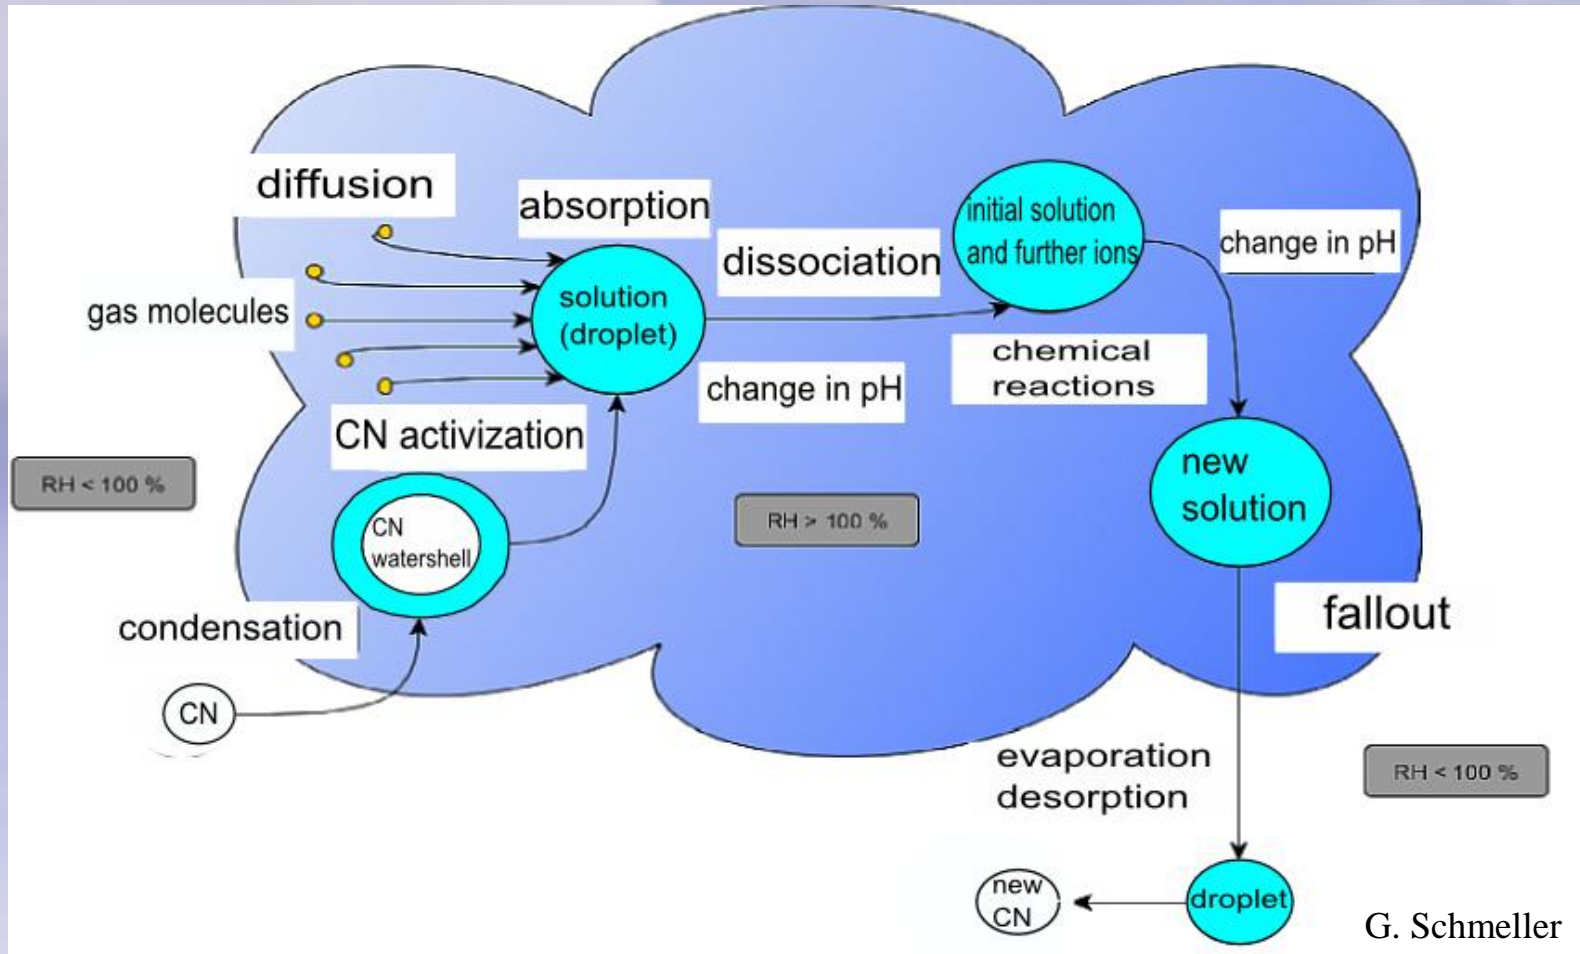 diffusion
absorption
initial solution
and further ions
change in pH
dissociation
gas molecules
solution
(droplet)
chemical
reactions
change in pH
CN activization
RH < 100 %
RH > 100 %
new
solution
CN
watershell
condensation
fallout
CN
evaporation
desorption
RH < 100 %
new
CN
droplet
G. Schmeller